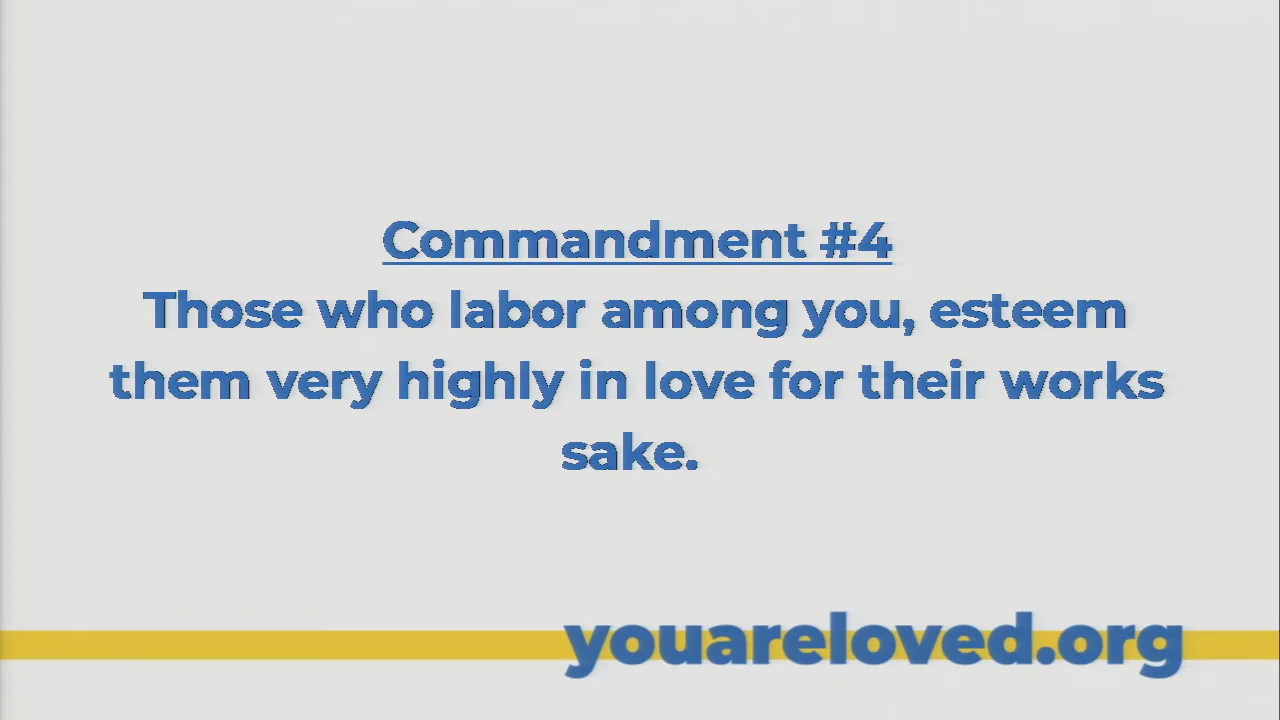 Commandment #4
Those who labor among you, esteem
them very highly in love for their works
sake.
youareloved.org